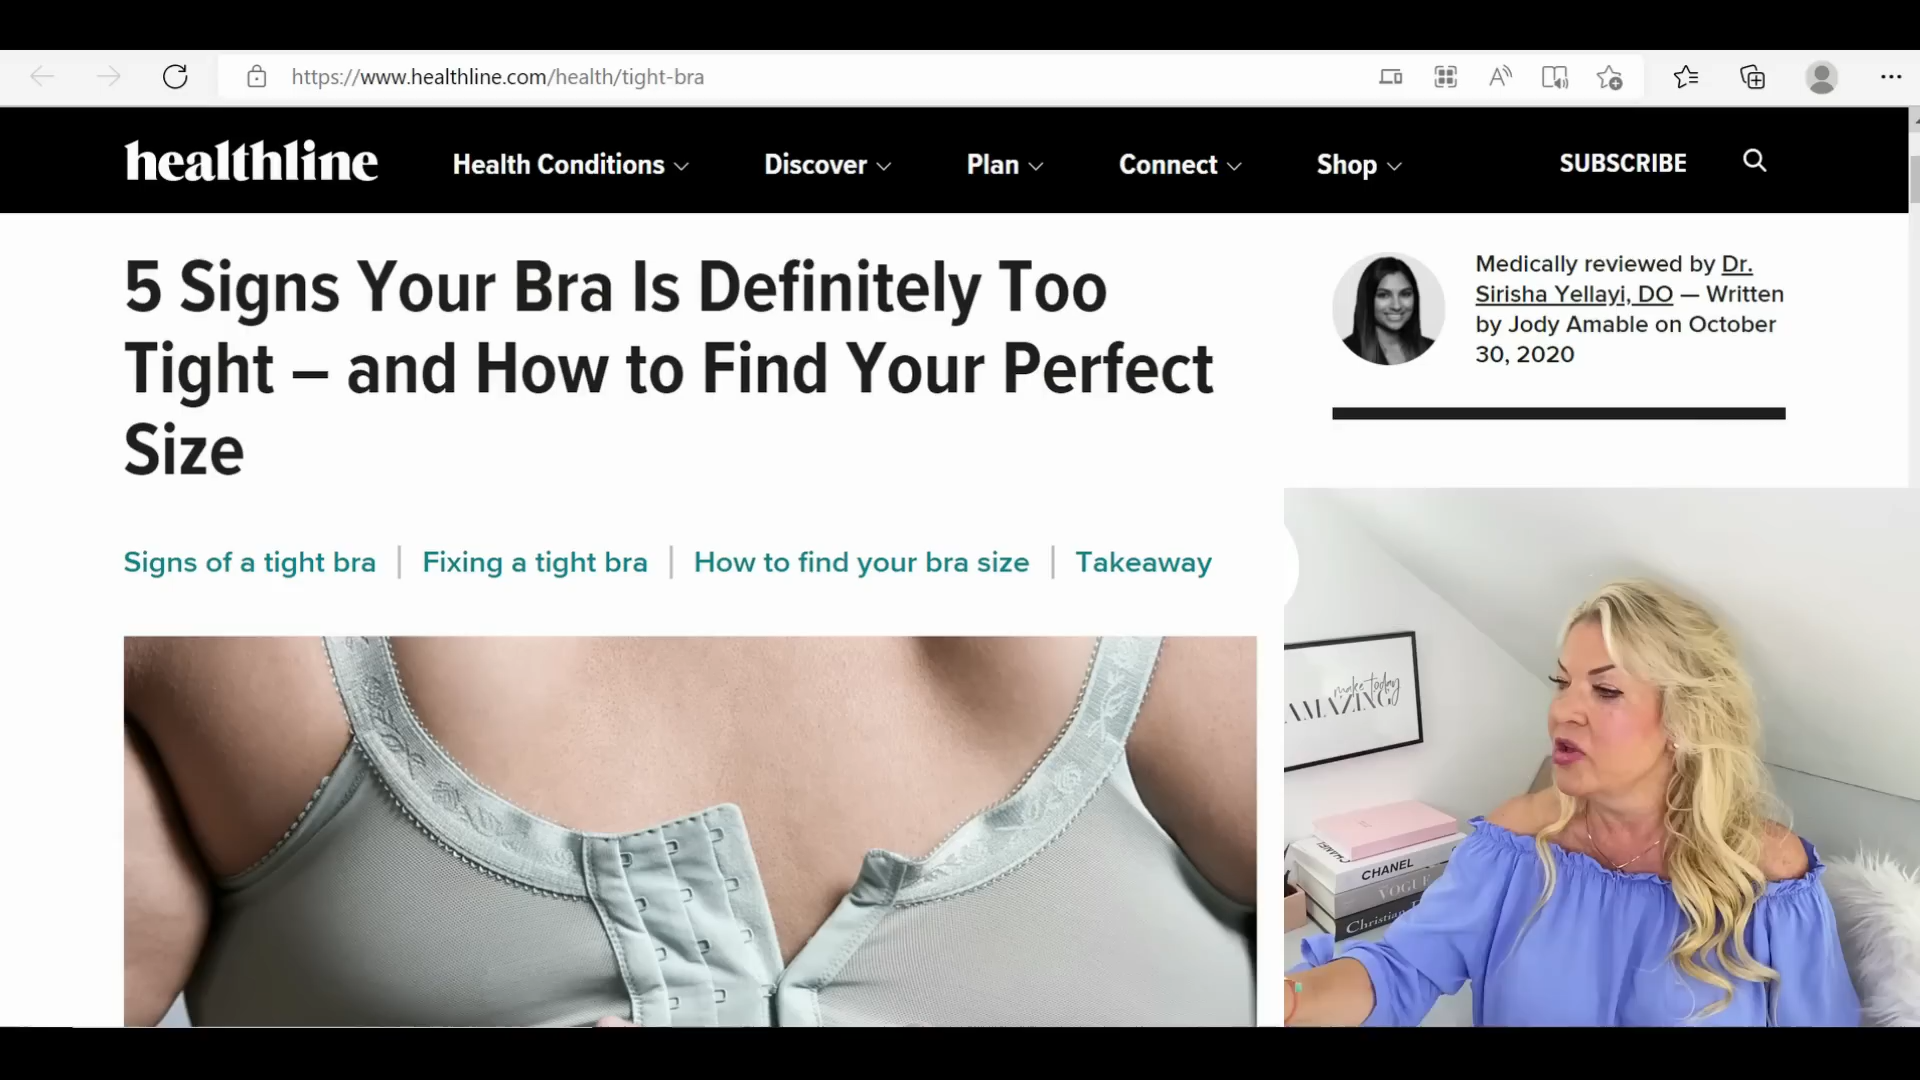 https://www.healthline.com/health/tight-bra
healthline
Health Conditions
Discover
Plan
Connect
Shop
SUBSCRIBE
5 Signs Your Bra Is Definitely Too
Tight – and How to Find Your Perfect
Size
Medically reviewed by Dr.
Sirisha Yellayi, DO — Written
by Jody Amable on October
30, 2020
Signs of a tight bra
Fixing a tight bra
How to find your bra size
Takeaway
make today
AMAZING
CHANEL
CHANEL
VOGUE
Christian